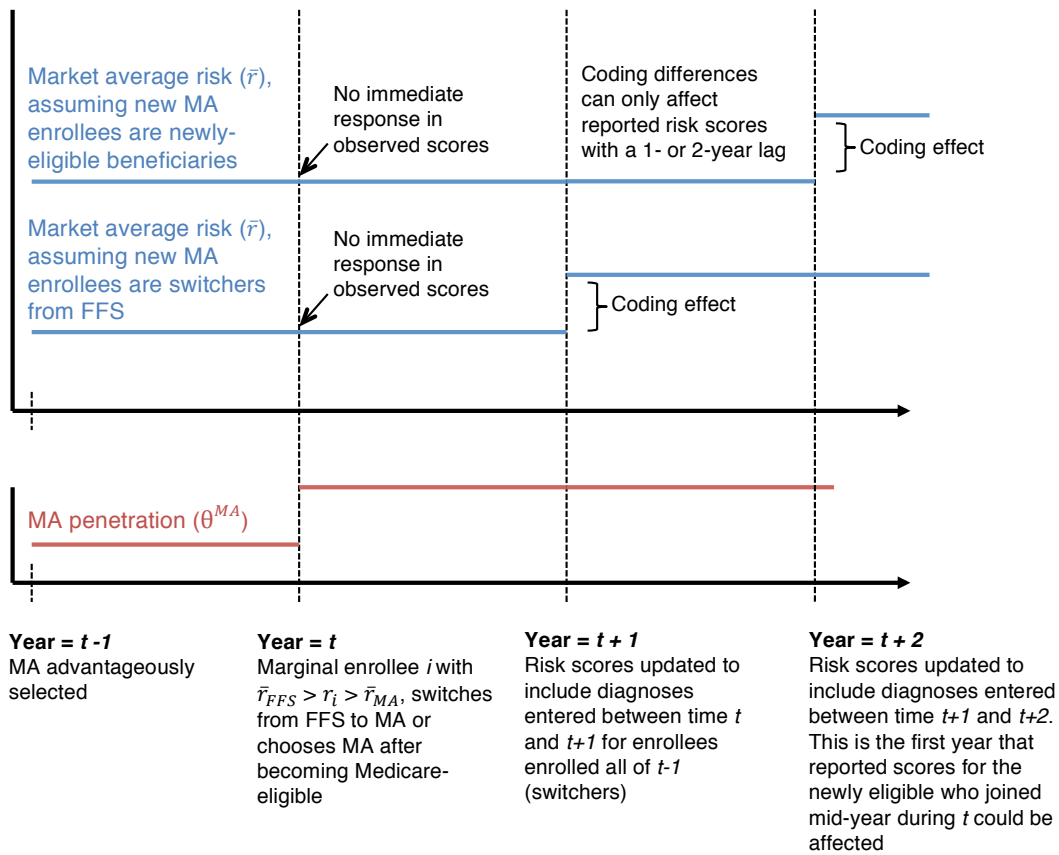 Market average risk (r̄),
assuming new MA
enrollees are newly-
eligible beneficiaries
No immediate
response in
observed scores
Coding differences
can only affect
reported risk scores
with a 1- or 2-year lag
Coding effect
Market average risk (r̄),
assuming new MA
enrollees are switchers
from FFS
No immediate
response in
observed scores
Coding effect
MA penetration (θ^MA)
Year = t -1
MA advantageously
selected
Year = t
Marginal enrollee i with
r̄_FFS > r_i > r̄_MA, switches
from FFS to MA or
chooses MA after
becoming Medicare-
eligible
Year = t + 1
Risk scores updated to
include diagnoses
entered between time t
and t+1 for enrollees
enrolled all of t-1
(switchers)
Year = t + 2
Risk scores updated to
include diagnoses entered
between time t+1 and t+2.
This is the first year that
reported scores for the
newly eligible who joined
mid-year during t could be
affected